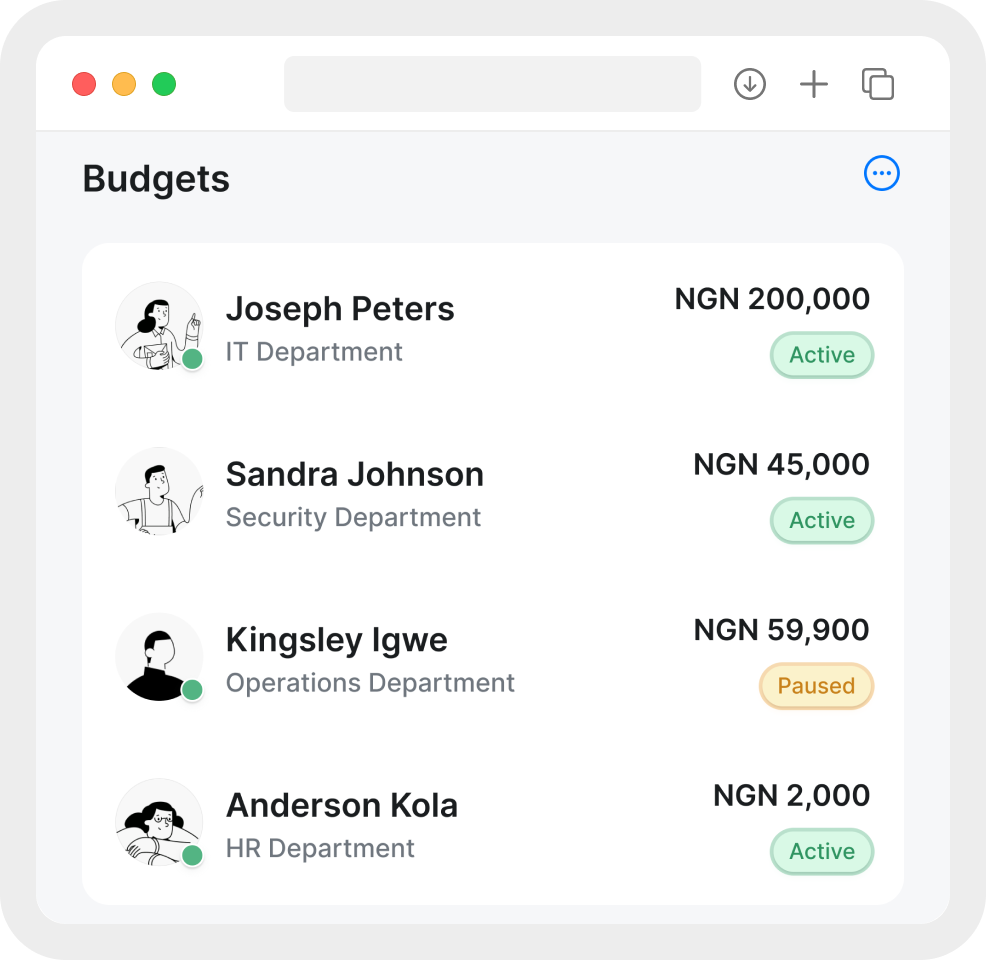 Budgets
Joseph Peters
IT Department
NGN 200,000
Active
Sandra Johnson
Security Department
NGN 45,000
Active
Kingsley Igwe
Operations Department
NGN 59,900
Paused
Anderson Kola
HR Department
NGN 2,000
Active